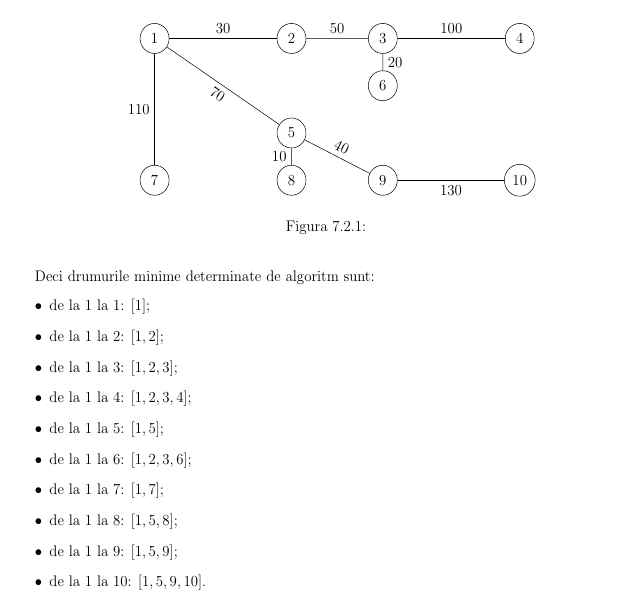 30 50 100
1 2 3 4
20
6
110 70
5 40
10
7 8 9 10
130
Figura 7.2.1:
Deci drumurile minime determinate de algoritm sunt:
• de la 1 la 1: [1];
• de la 1 la 2: [1, 2];
• de la 1 la 3: [1, 2, 3];
• de la 1 la 4: [1, 2, 3, 4];
• de la 1 la 5: [1, 5];
• de la 1 la 6: [1, 2, 3, 6];
• de la 1 la 7: [1, 7];
• de la 1 la 8: [1, 5, 8];
• de la 1 la 9: [1, 5, 9];
• de la 1 la 10: [1, 5, 9, 10].